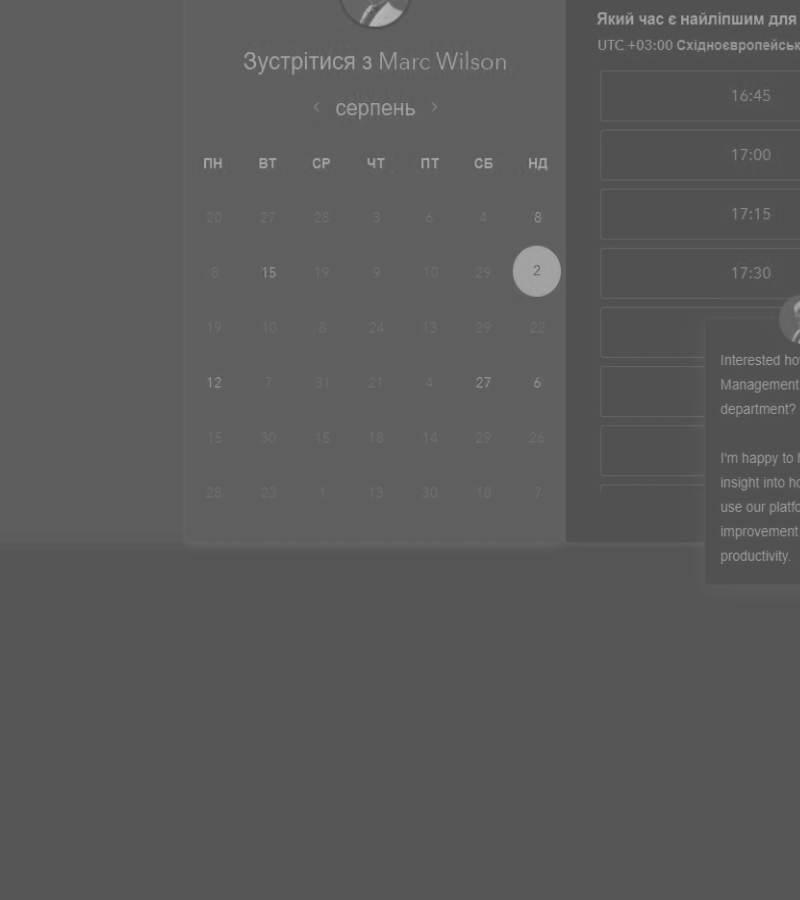 Зустрітися з Marc Wilson
серпень
ПН ВТ СР ЧТ ПТ СБ НД
20 27 28 3 6 4 8
8 15 19 9 10 29 2
19 10 8 24 13 29 22
12 7 31 21 4 27 6
15 30 15 18 14 29 26
28 23 1 13 30 18 7
Який час є найліпшим для
UTC +03:00 Східноєвропейськ
16:45
17:00
17:15
17:30
Interested ho
Management
department?
I'm happy to
insight into ho
use our platfo
improvement
productivity.